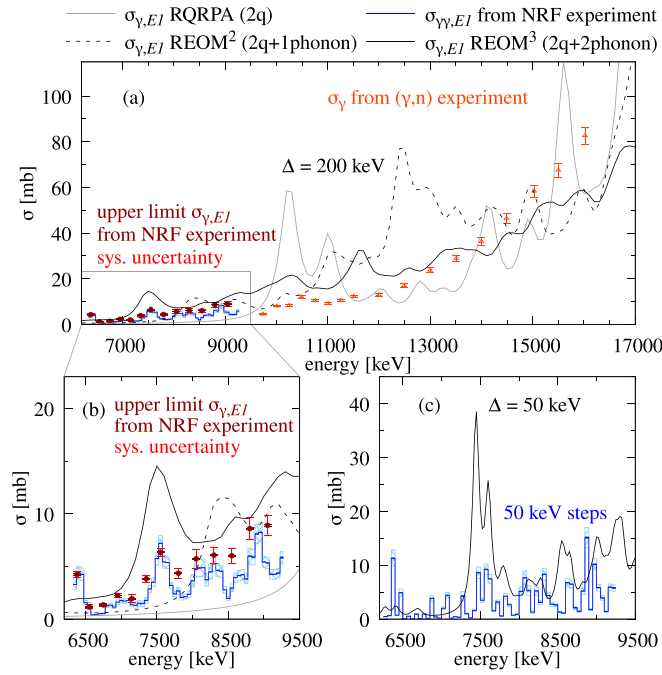 σγ,E1 RQRPA (2q)
σγγ,E1 from NRF experiment
σγ,E1 REOM² (2q+1phonon)
σγ,E1 REOM³ (2q+2phonon)
(a)
σγ from (γ,n) experiment
Δ = 200 keV
upper limit σγ,E1
from NRF experiment
sys. uncertainty
σ [mb]
100
80
60
40
20
0
7000 9000 11000 13000 15000 17000
energy [keV]
(b)
upper limit σγ,E1
from NRF experiment
sys. uncertainty
σ [mb]
20
10
0
6500 7500 8500 9500
energy [keV]
(c)
Δ = 50 keV
50 keV steps
σ [mb]
50
40
30
20
10
0
6500 7500 8500 9500
energy [keV]